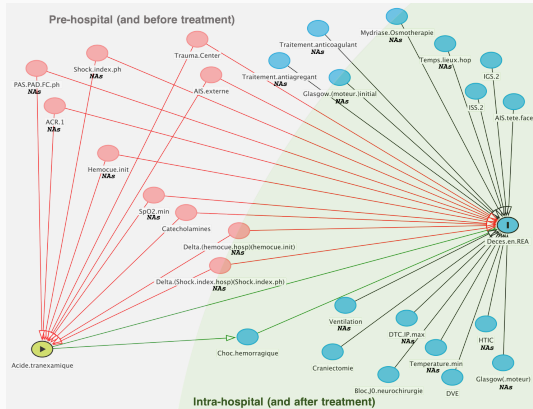 Pre-hospital (and before treatment)
Mydriase.Osmotherapie
NAs
Traitement.anticoagulant
NAs
Trauma.Center
Temps.lieux.hop
NAs
Shock.index.ph
NAs
IGS.2
Traitement.antiagregant
NAs
PAS.PAD.FC.ph
NAs
AIS.externe
Glasgow.(moteur.)initial
NAs
ISS.2
AIS.tete.face
ACR.1
NAs
Hemocue.init
NAs
SpO2.min
NAs
Catecholamines
Delta.(hemocue.hosp)(hemocue.init)
NAs
Deces.en.REA
Delta.(Shock.index.hosp)(Shock.index.ph)
NAs
Ventilation
NAs
DTC.IP.max
NAs
HTIC
NAs
Choc.hemorragique
Craniectomie
Temperature.min
NAs
Acide.tranexamique
Glasgow(.moteur)
NAs
Bloc.J0.neurochirurgie
DVE
Intra-hospital (and after treatment)